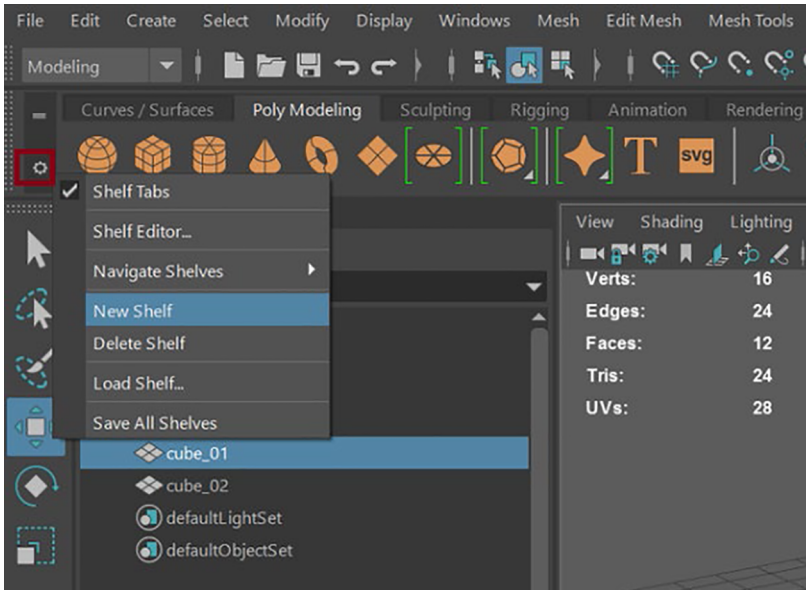 File Edit Create Select Modify Display Windows Mesh Edit Mesh Mesh Tools
Modeling
Curves / Surfaces Poly Modeling Sculpting Rigging Animation Rendering
T svg
Shelf Tabs
Shelf Editor...
Navigate Shelves
New Shelf
Delete Shelf
Load Shelf...
Save All Shelves
cube_01
cube_02
defaultLightSet
defaultObjectSet
View Shading Lighting
Verts: 16
Edges: 24
Faces: 12
Tris: 24
UVs: 28